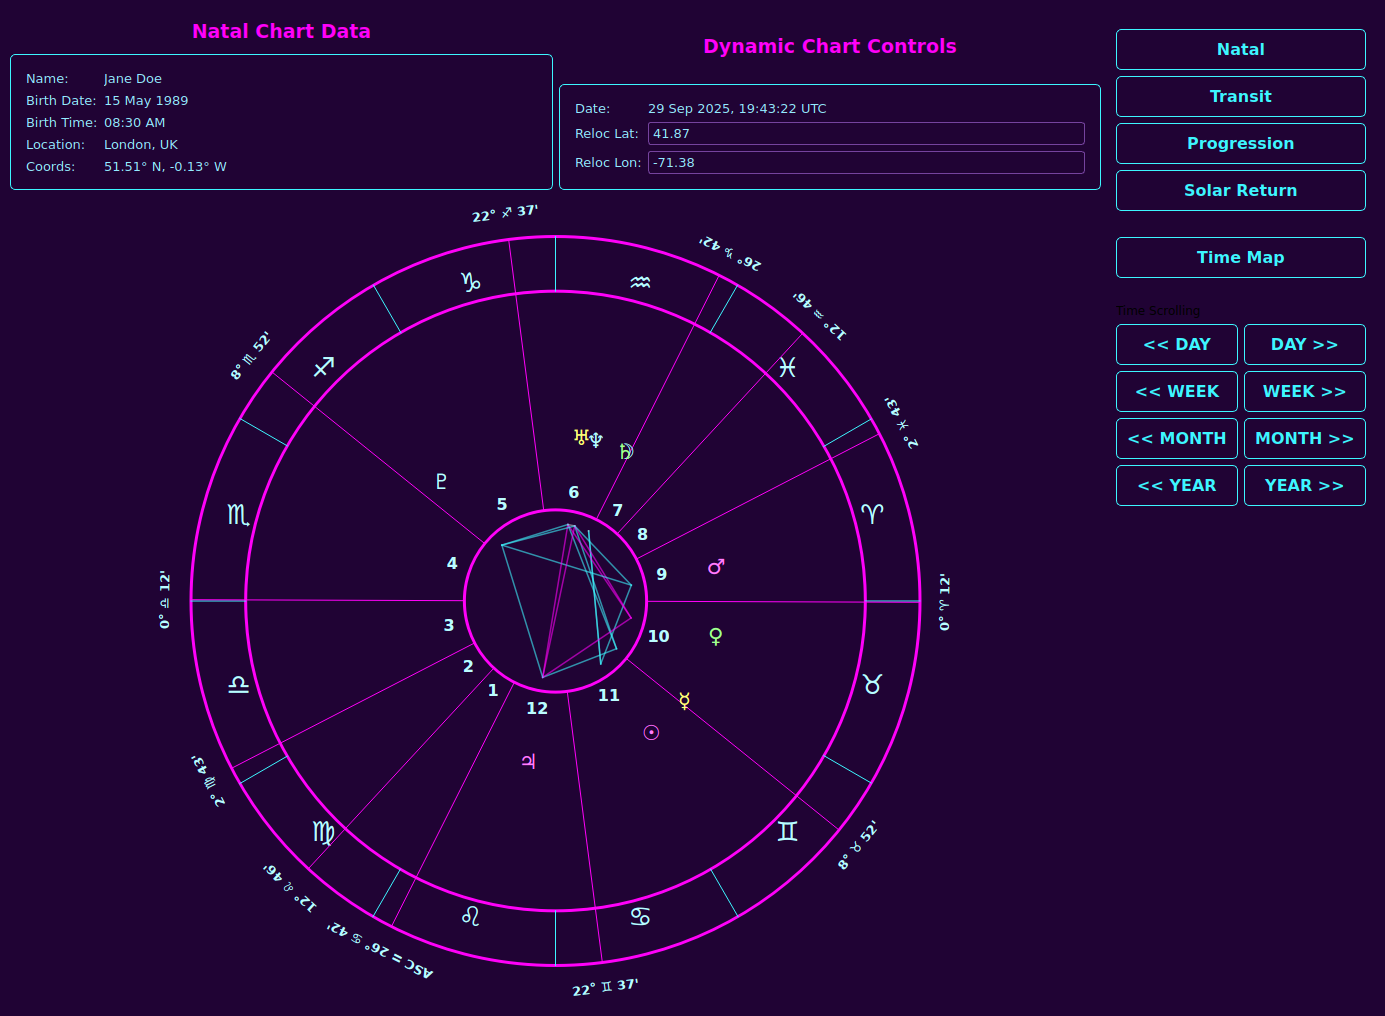 Natal Chart Data
Name: Jane Doe
Birth Date: 15 May 1989
Birth Time: 08:30 AM
Location: London, UK
Coords: 51.51° N, -0.13° W
Dynamic Chart Controls
Date: 29 Sep 2025, 19:43:22 UTC
Reloc Lat: 41.87
Reloc Lon: -71.38
Natal
Transit
Progression
Solar Return
Time Map
Time Scrolling
<< DAY DAY >>
<< WEEK WEEK >>
<< MONTH MONTH >>
<< YEAR YEAR >>
22° ♐ 37'
26° ♑ 42'
12° ♒ 46'
2° ♓ 43'
0° ♈ 12'
8° ♉ 52'
22° ♊ 37'
ASC = 26° ♋ 42'
12° ♌ 46'
2° ♍ 43'
0° ♎ 12'
8° ♏ 52'
♑ ♒
♐ ♓
♏ ♈
♎ ♉
♍ ♊
♌ ♋
♅ ♆ ♄ ☽
♇
♂
♀
☿
☉
♃
6
5
7
8
4
9
3
10
2
1
11
12